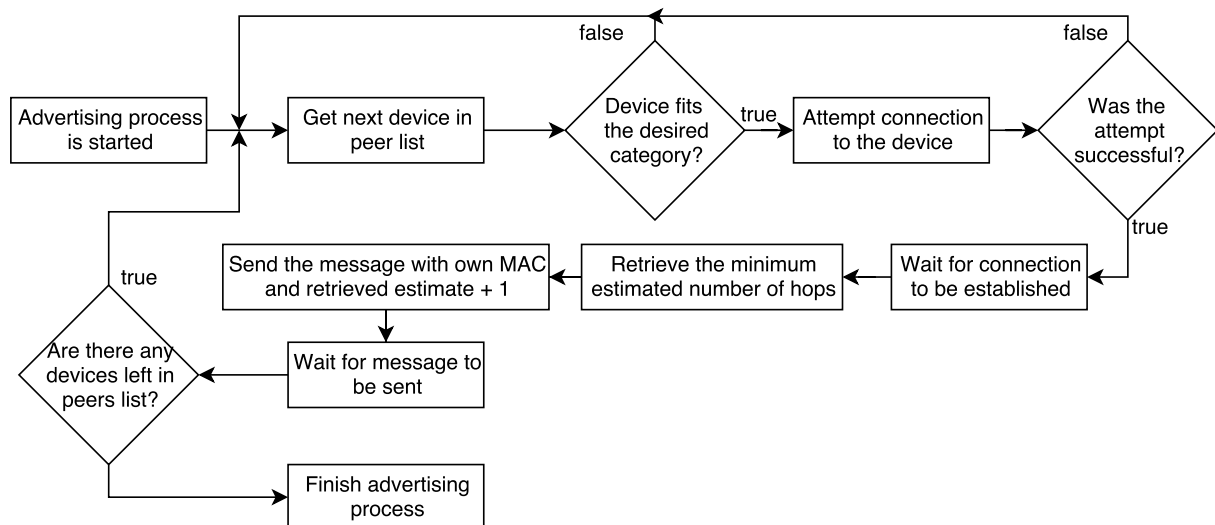 false
false
Advertising process
is started
Get next device in
peer list
Device fits
the desired
category?
true
Attempt connection
to the device
Was the
attempt
successful?
true
Send the message with own MAC
and retrieved estimate + 1
Retrieve the minimum
estimated number of hops
Wait for connection
to be established
true
Are there any
devices left in
peers list?
Wait for message to
be sent
Finish advertising
process